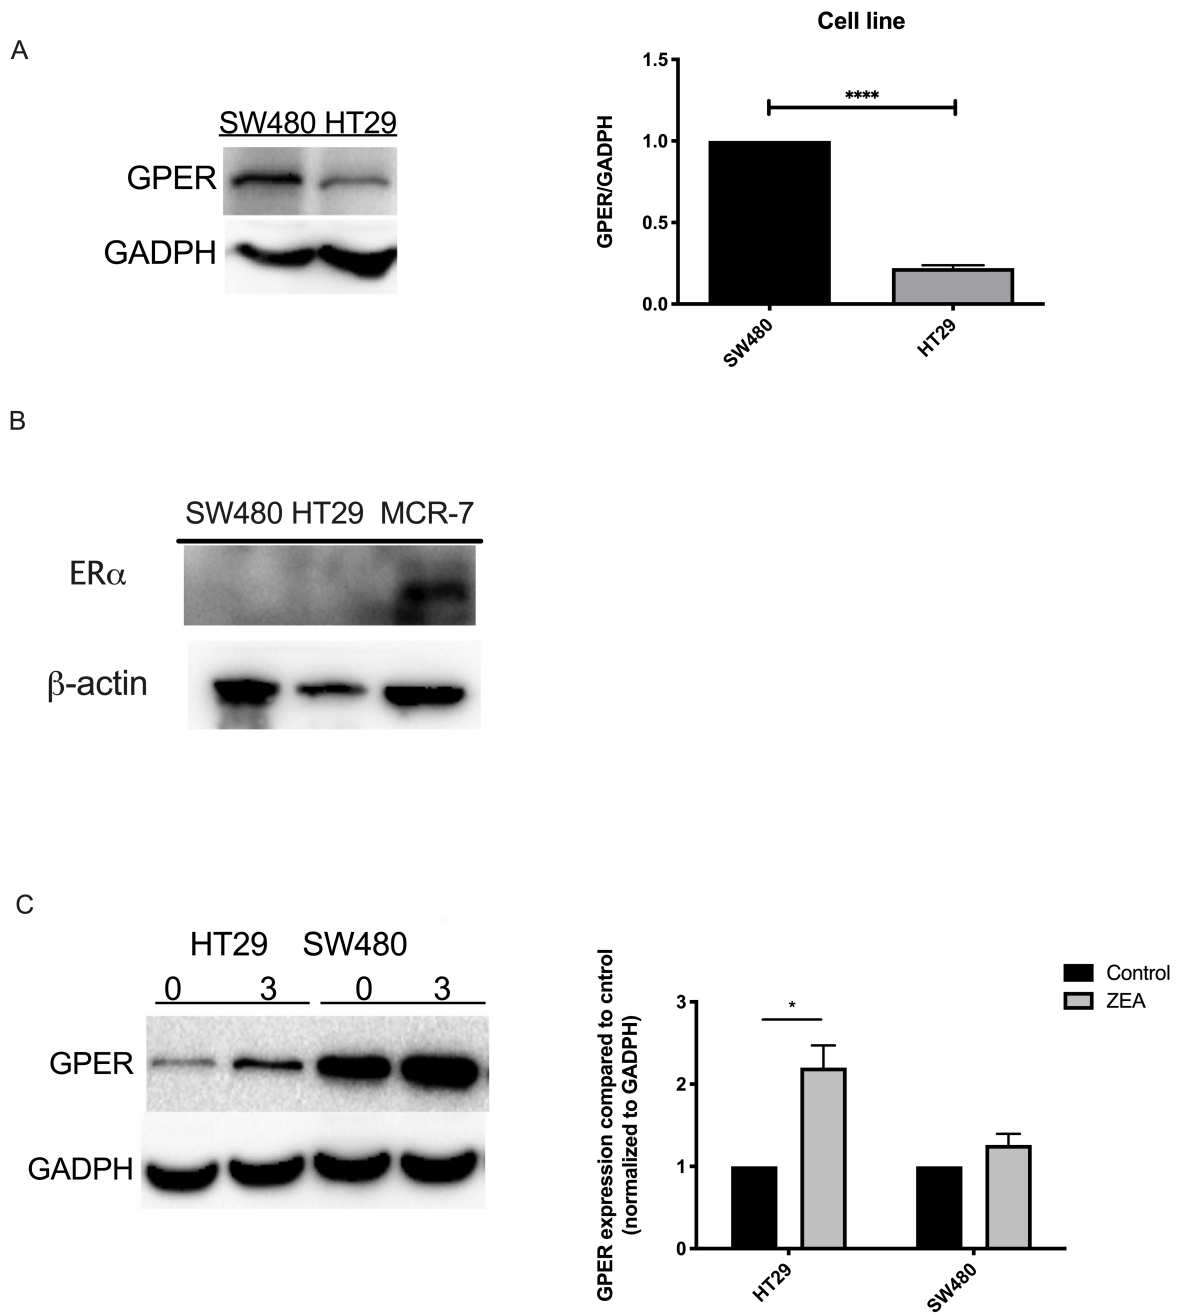 A
SW480 HT29
GPER
GADPH
Cell line
1.5
1.0
0.5
0.0
GPER/GADPH
****
SW480
HT29
B
SW480 HT29 MCR-7
ERα
β-actin
C
HT29 SW480
0 3 0 3
GPER
GADPH
GPER expression compared to cntrol
(normalized to GADPH)
3
2
1
0
*
HT29
SW480
Control
ZEA